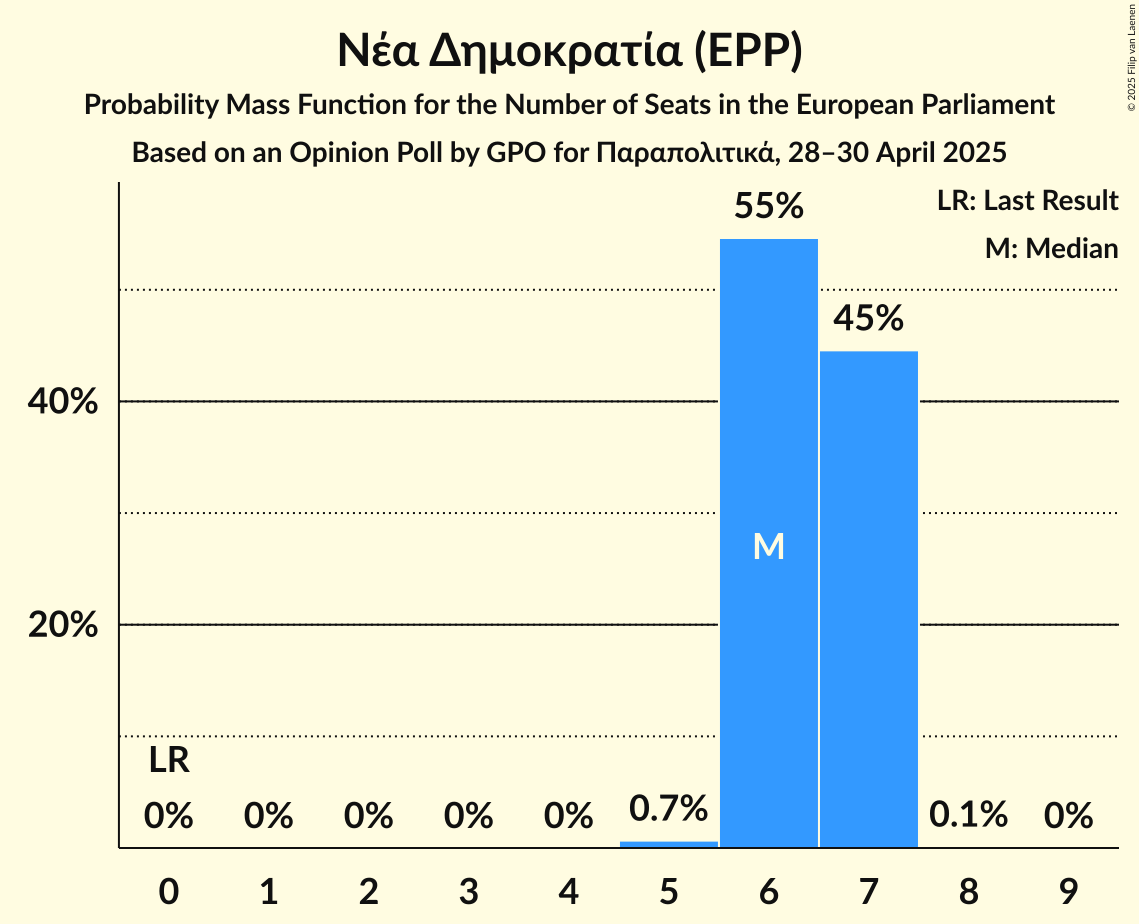 Νέα Δημοκρατία (EPP)
Probability Mass Function for the Number of Seats in the European Parliament
Based on an Opinion Poll by GPO for Παραπολιτικά, 28–30 April 2025
© 2025 Filip van Laenen
LR: Last Result
M: Median
55%
45%
40%
M
20%
LR
0% 0% 0% 0% 0% 0.7% 0.1% 0%
0 1 2 3 4 5 6 7 8 9